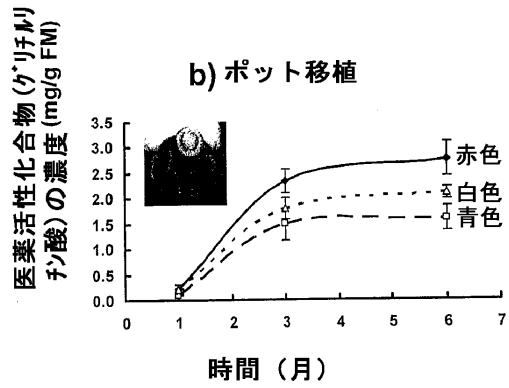 医薬活性化合物(ｸﾞﾘﾁﾙﾘ
ﾁﾝ酸)の濃度(mg/g FM)
b) ポット移植
3.5
3.0
2.5
2.0
1.5
1.0
0.5
0.0
赤色
白色
青色
0 1 2 3 4 5 6 7
時間（月）